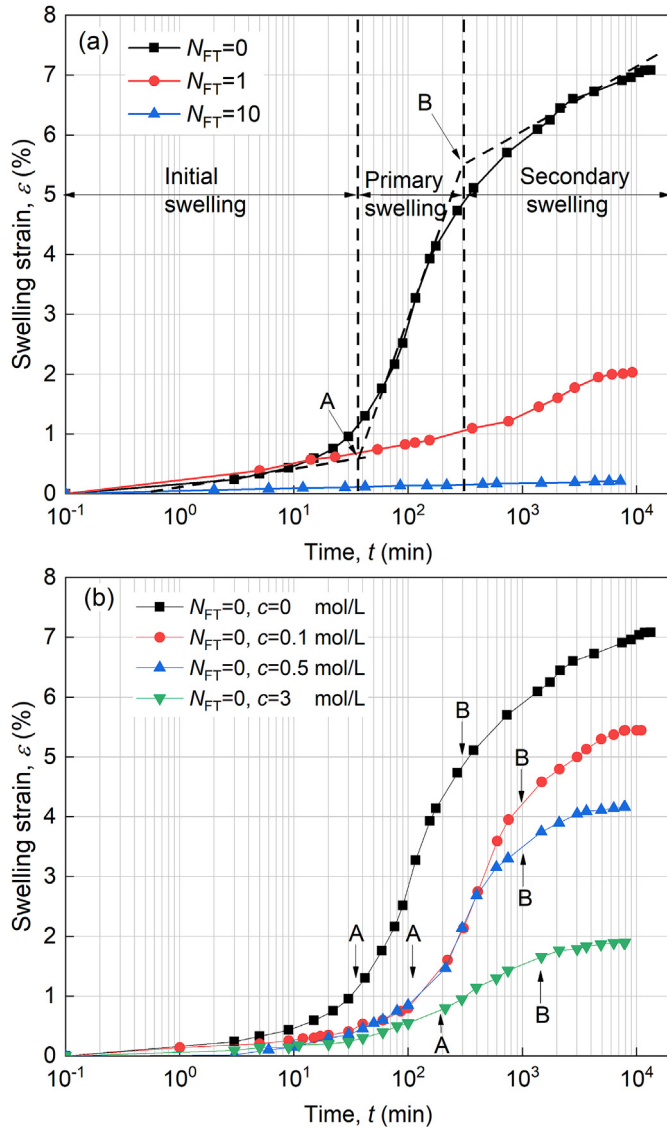 (a)
N_FT=0
N_FT=1
N_FT=10
B
Initial swelling
Primary swelling
Secondary swelling
A
Swelling strain, ε (%)
8
7
6
5
4
3
2
1
0
10^-1
10^0
10^1
10^2
10^3
10^4
Time, t (min)
(b)
N_FT=0, c=0 mol/L
N_FT=0, c=0.1 mol/L
N_FT=0, c=0.5 mol/L
N_FT=0, c=3 mol/L
B
B
B
A
A
B
A
Swelling strain, ε (%)
8
7
6
5
4
3
2
1
0
10^-1
10^0
10^1
10^2
10^3
10^4
Time, t (min)